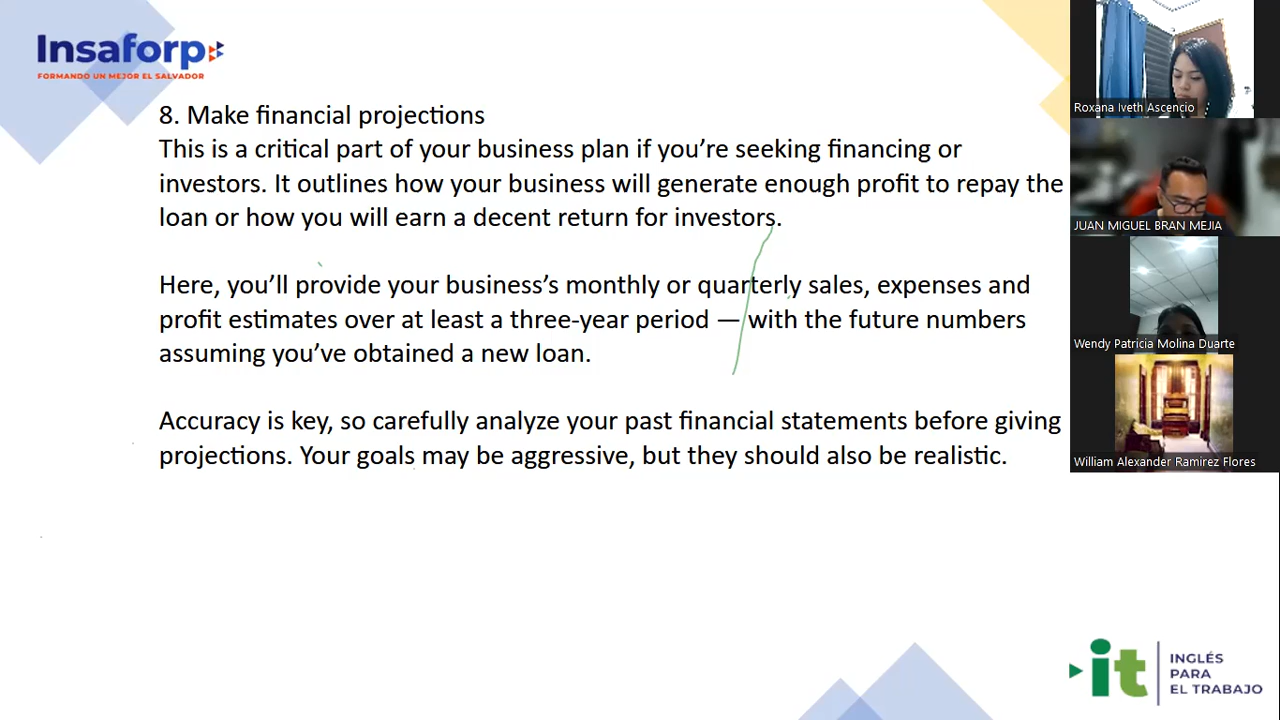 Insaforp
FORMANDO UN MEJOR EL SALVADOR
8. Make financial projections
This is a critical part of your business plan if you’re seeking financing or
investors. It outlines how your business will generate enough profit to repay the
loan or how you will earn a decent return for investors.
Here, you’ll provide your business’s monthly or quarterly sales, expenses and
profit estimates over at least a three-year period — with the future numbers
assuming you’ve obtained a new loan.
Accuracy is key, so carefully analyze your past financial statements before giving
projections. Your goals may be aggressive, but they should also be realistic.
Roxana Iveth Ascencio
JUAN MIGUEL BRAN MEJIA
Wendy Patricia Molina Duarte
William Alexander Ramirez Flores
it
INGLÉS
PARA
EL TRABAJO